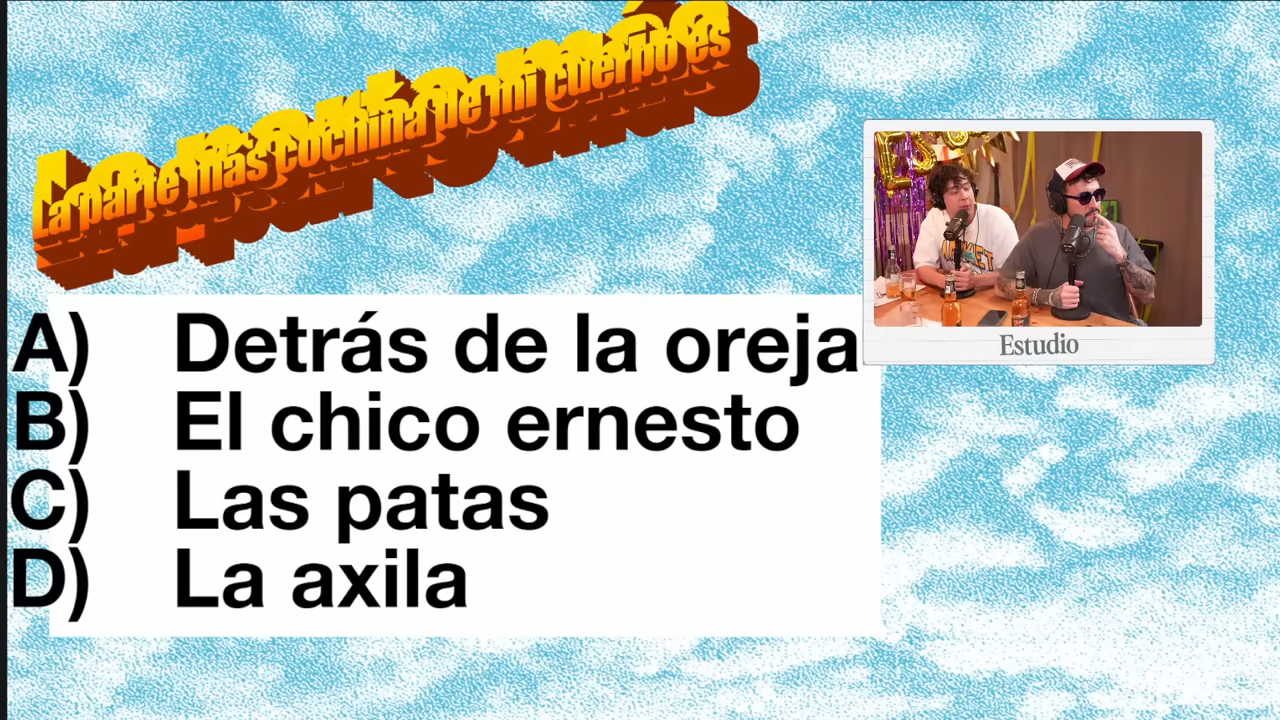 La parte más cochina de mi cuerpo es
A) Detrás de la oreja
B) El chico ernesto
C) Las patas
D) La axila
Estudio